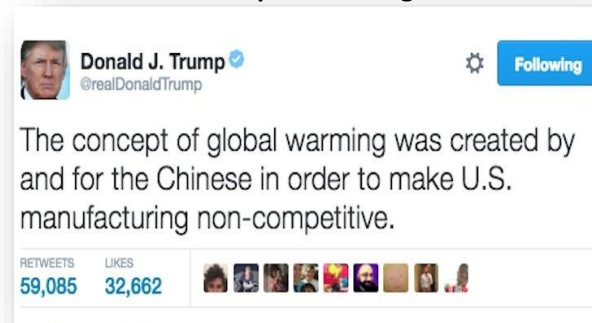 Donald J. Trump
@realDonaldTrump
Following
The concept of global warming was created by
and for the Chinese in order to make U.S.
manufacturing non-competitive.
RETWEETS LIKES
59,085 32,662